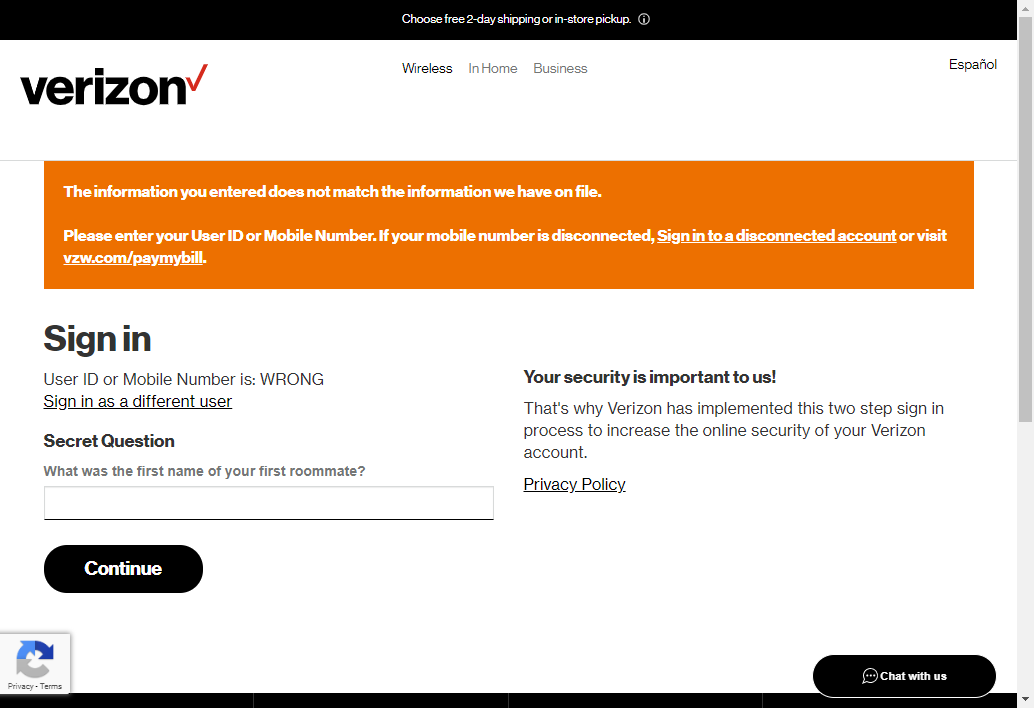 Choose free 2-day shipping or in-store pickup.
verizon
Wireless In Home Business
Español
The information you entered does not match the information we have on file.
Please enter your User ID or Mobile Number. If your mobile number is disconnected, Sign in to a disconnected account or visit
vzw.com/paymybill.
Sign in
User ID or Mobile Number is: WRONG
Sign in as a different user
Secret Question
What was the first name of your first roommate?
Continue
Your security is important to us!
That's why Verizon has implemented this two step sign in
process to increase the online security of your Verizon
account.
Privacy Policy
Privacy - Terms
Chat with us